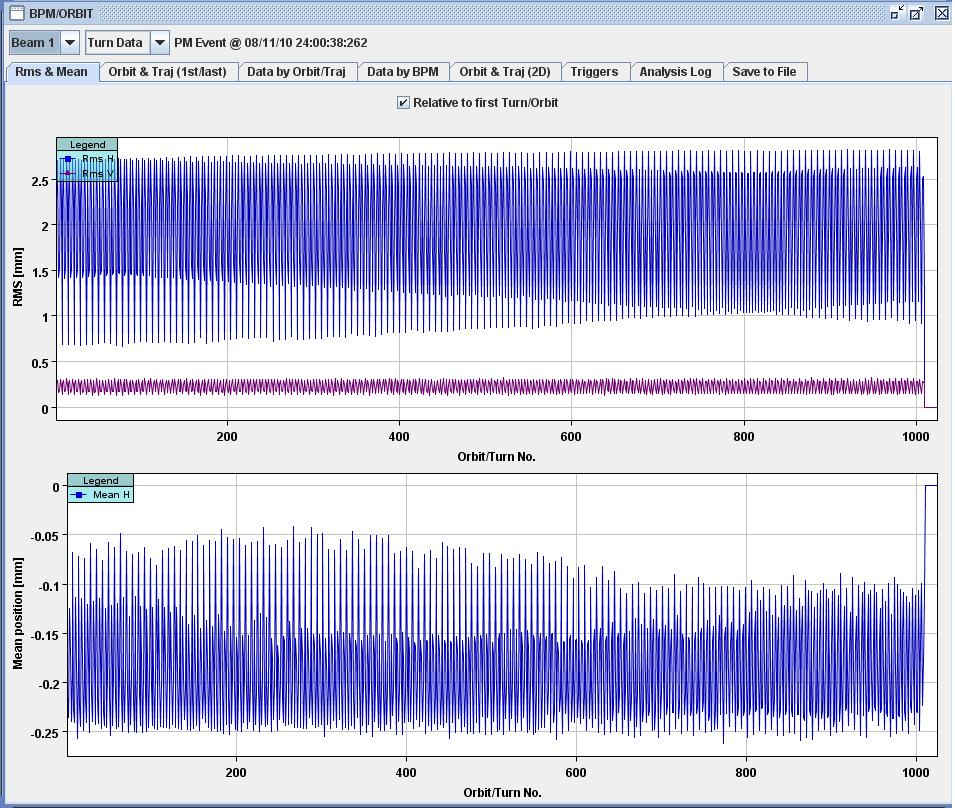 BPM/ORBIT
Beam 1 Turn Data PM Event @ 08/11/10 24:00:38:262
Rms & Mean Orbit & Traj (1st/last) Data by Orbit/Traj Data by BPM Orbit & Traj (2D) Triggers Analysis Log Save to File
Relative to first Turn/Orbit
Legend
Rms H
Rms V
RMS [mm]
2.5
2
1.5
1
0.5
0
200 400 600 800 1000
Orbit/Turn No.
Legend
Mean H
Mean position [mm]
0
-0.05
-0.1
-0.15
-0.2
-0.25
200 400 600 800 1000
Orbit/Turn No.